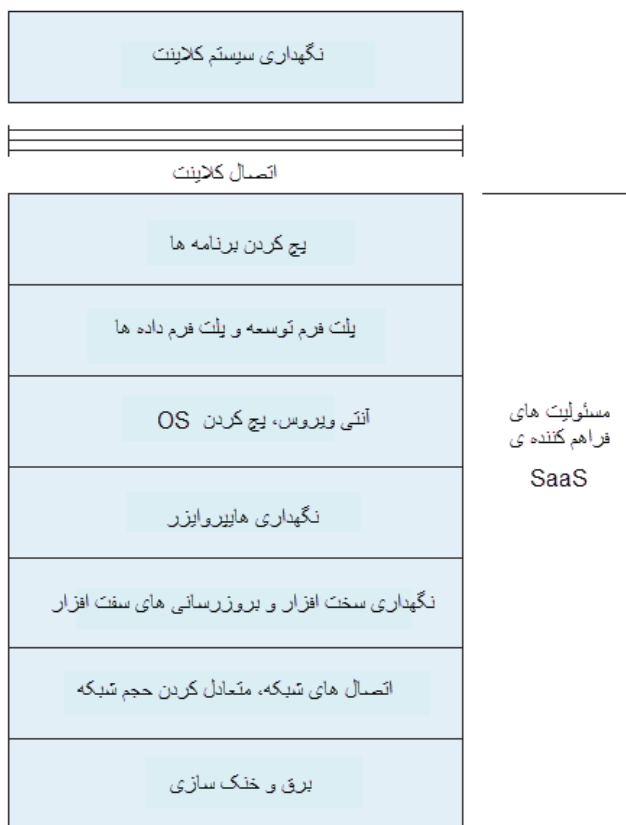 نگهداری سیستم کلاینت
اتصال کلاینت
پچ کردن برنامه ها
پلت فرم توسعه و پلت فرم داده ها
آنتی ویروس، پچ کردن OS
نگهداری هایپروایزر
نگهداری سخت افزار و بروزرسانی های سفت افزار
اتصال های شبکه، متعادل کردن حجم شبکه
برق و خنک سازی
مسئولیت های
فراهم کننده ی
SaaS